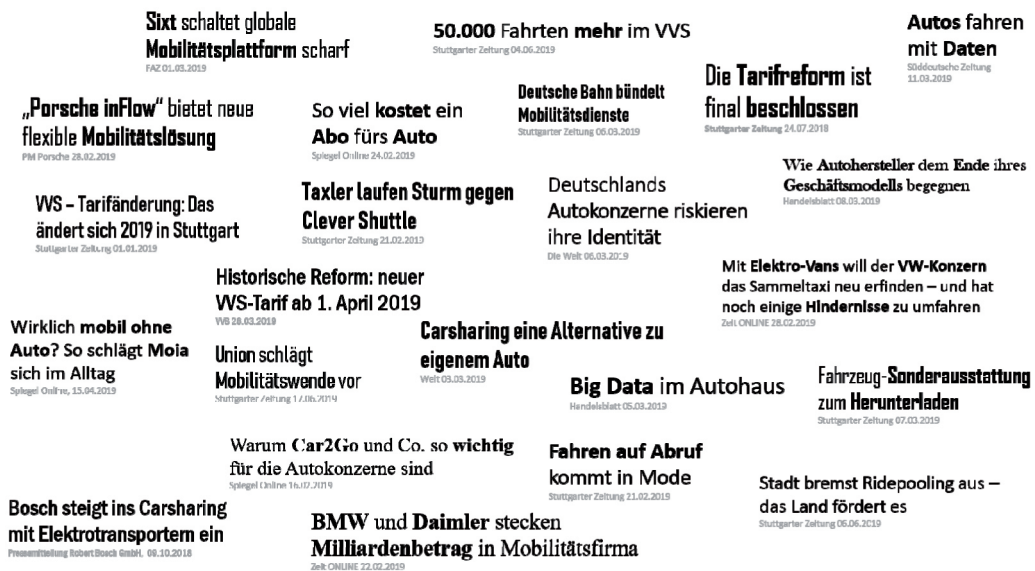 Sixt schaltet globale
Mobilitätsplattform scharf
FAZ 01.03.2019
50.000 Fahrten mehr im VVS
Stuttgarter Zeitung 04.06.2019
Autos fahren
mit Daten
Süddeutsche Zeitung
11.03.2019
„Porsche inFlow“ bietet neue
flexible Mobilitätslösung
PM Porsche 28.02.2019
So viel kostet ein
Abo fürs Auto
Spiegel Online 24.02.2019
Deutsche Bahn bündelt
Mobilitätsdienste
Stuttgarter Zeitung 06.03.2019
Die Tarifreform ist
final beschlossen
Stuttgarter Zeitung 24.07.2018
Wie Autohersteller dem Ende ihres
Geschäftsmodells begegnen
Handelsblatt 08.03.2019
VVS – Tarifänderung: Das
ändert sich 2019 in Stuttgart
Stuttgarter Zeitung 01.01.2019
Taxler laufen Sturm gegen
Clever Shuttle
Stuttgarter Zeitung 21.02.2019
Deutschlands
Autokonzerne riskieren
ihre Identität
Die Welt 06.03.2019
Historische Reform: neuer
VVS-Tarif ab 1. April 2019
VVS 28.03.2019
Mit Elektro-Vans will der VW-Konzern
das Sammeltaxi neu erfinden – und hat
noch einige Hindernisse zu umfahren
Zeit ONLINE 28.02.2019
Wirklich mobil ohne
Auto? So schlägt Moia
sich im Alltag
Spiegel Online, 15.04.2019
Union schlägt
Mobilitätswende vor
Stuttgarter Zeitung 17.06.2019
Carsharing eine Alternative zu
eigenem Auto
Welt 03.03.2019
Big Data im Autohaus
Handelsblatt 05.03.2019
Fahrzeug-Sonderausstattung
zum Herunterladen
Stuttgarter Zeitung 07.03.2019
Warum Car2Go und Co. so wichtig
für die Autokonzerne sind
Spiegel Online 16.02.2019
Fahren auf Abruf
kommt in Mode
Stuttgarter Zeitung 21.02.2019
Stadt bremst Ridepooling aus –
das Land fördert es
Stuttgarter Zeitung 06.06.2019
Bosch steigt ins Carsharing
mit Elektrotransportern ein
Pressemitteilung Robert Bosch GmbH, 09.10.2018
BMW und Daimler stecken
Milliardenbetrag in Mobilitätsfirma
Zeit ONLINE 22.02.2019